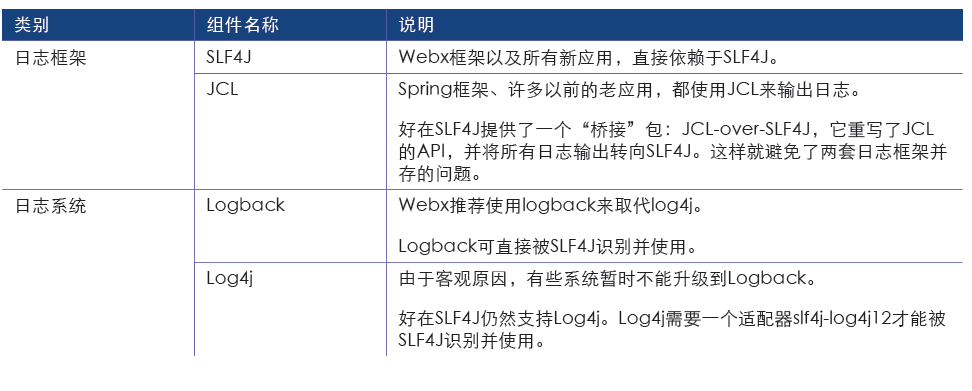 类别 组件名称 说明
日志框架 SLF4J Webx框架以及所有新应用，直接依赖于SLF4J。
JCL Spring框架、许多以前的老应用，都使用JCL来输出日志。
好在SLF4J提供了一个“桥接”包：JCL-over-SLF4J，它重写了JCL
的API，并将所有日志输出转向SLF4J。这样就避免了两套日志框架并
存的问题。
日志系统 Logback Webx推荐使用logback来取代log4j。
Logback可直接被SLF4J识别并使用。
Log4j 由于客观原因，有些系统暂时不能升级到Logback。
好在SLF4J仍然支持Log4j。Log4j需要一个适配器slf4j-log4j12才能被
SLF4J识别并使用。